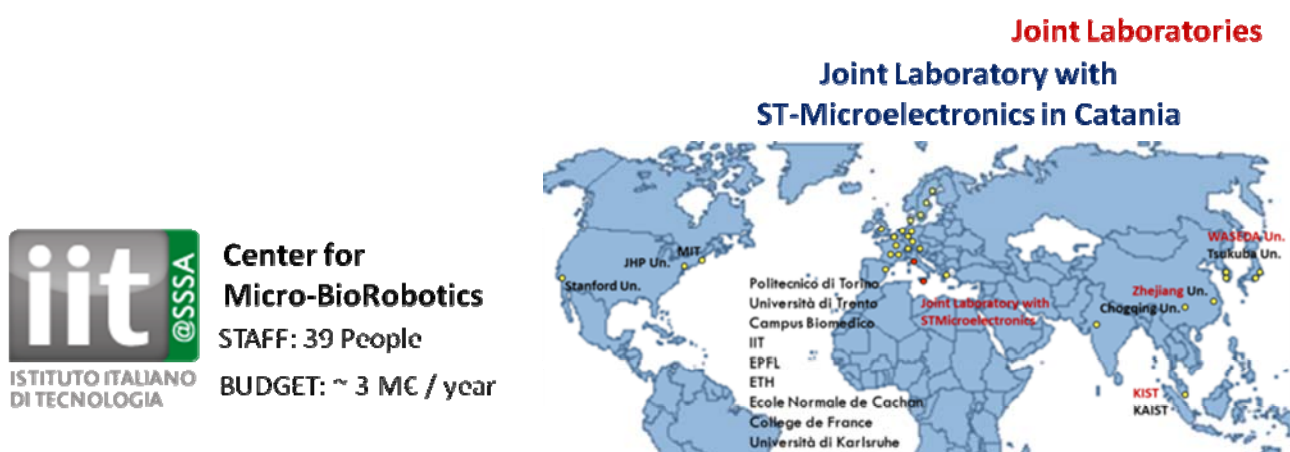 Joint Laboratories
Joint Laboratory with
ST-Microelectronics in Catania
iit
@SSSA
ISTITUTO ITALIANO
DI TECNOLOGIA
Center for
Micro-BioRobotics
STAFF: 39 People
BUDGET: ~ 3 M€ / year
MIT
JHP Un.
Stanford Un.
WASEDA Un.
Tsukuba Un.
Zhejiang Un.
Chogqing Un.
KIST
KAIST
Joint Laboratory with
STMicroelectronics
Politecnico di Torino
Università di Trento
Campus Biomedico
IIT
EPFL
ETH
Ecole Normale de Cachan
College de France
Università di Karlsruhe